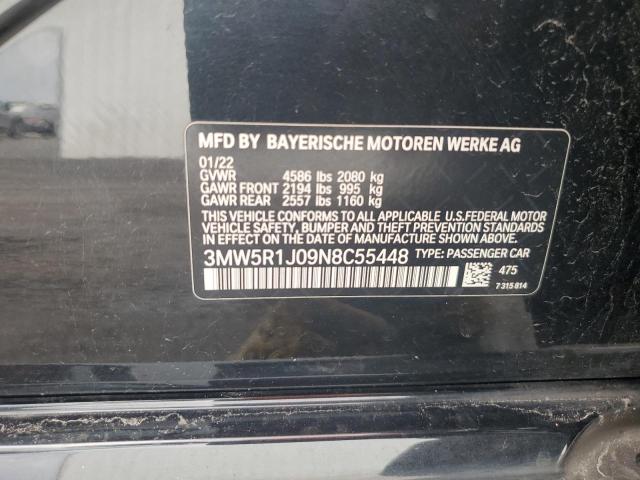 MFD BY BAYERISCHE MOTOREN WERKE AG
01/22
GVWR 4586 lbs 2080 kg
GAWR FRONT 2194 lbs 995 kg
GAWR REAR 2557 lbs 1160 kg
THIS VEHICLE CONFORMS TO ALL APPLICABLE U.S.FEDERAL MOTOR
VEHICLE SAFETY, BUMPER AND THEFT PREVENTION
STANDARDS IN EFFECT ON THE DATE OF MANUFACTURE SHOWN ABOVE.
3MW5R1J09N8C55448 TYPE: PASSENGER CAR
475
7 315 814